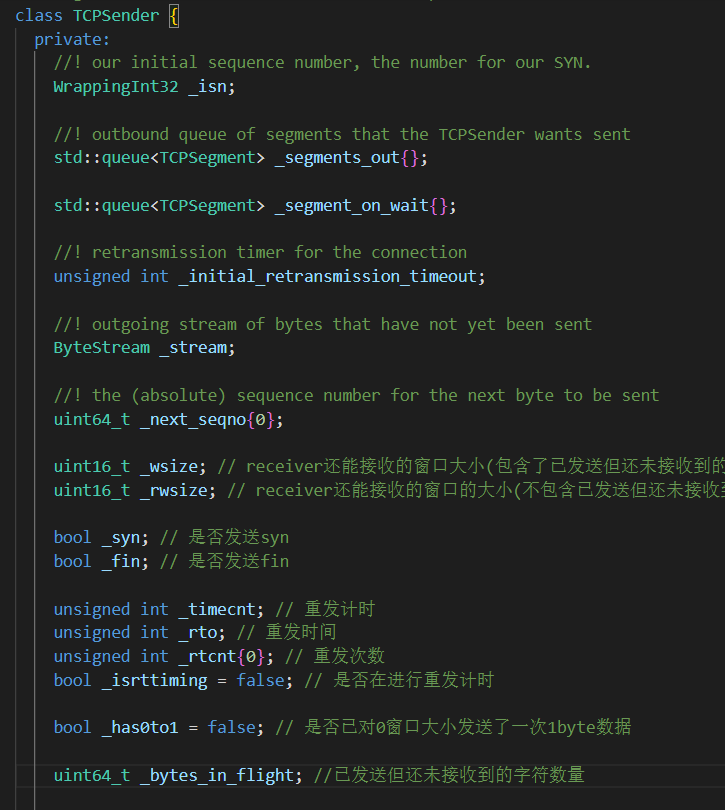 class TCPSender {
private:
//! our initial sequence number, the number for our SYN.
WrappingInt32 _isn;
//! outbound queue of segments that the TCPSender wants sent
std::queue<TCPSegment> _segments_out{};
std::queue<TCPSegment> _segment_on_wait{};
//! retransmission timer for the connection
unsigned int _initial_retransmission_timeout;
//! outgoing stream of bytes that have not yet been sent
ByteStream _stream;
//! the (absolute) sequence number for the next byte to be sent
uint64_t _next_seqno{0};
uint16_t _wsize; // receiver还能接收的窗口大小(包含了已发送但还未接收到的
uint16_t _rwsize; // receiver还能接收的窗口的大小(不包含已发送但还未接收到
bool _syn; // 是否发送syn
bool _fin; // 是否发送fin
unsigned int _timecnt; // 重发计时
unsigned int _rto; // 重发时间
unsigned int _rtcnt{0}; // 重发次数
bool _isrttiming = false; // 是否在进行重发计时
bool _has0to1 = false; // 是否已对0窗口大小发送了一次1byte数据
uint64_t _bytes_in_flight; //已发送但还未接收到的字符数量